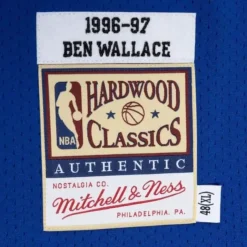 1996-97
BEN WALLACE
HARDWOOD
CLASSICS
NBA
AUTHENTIC
NOSTALGIA CO.
Mitchell & Ness
PHILADELPHIA, PA.
48(XL)